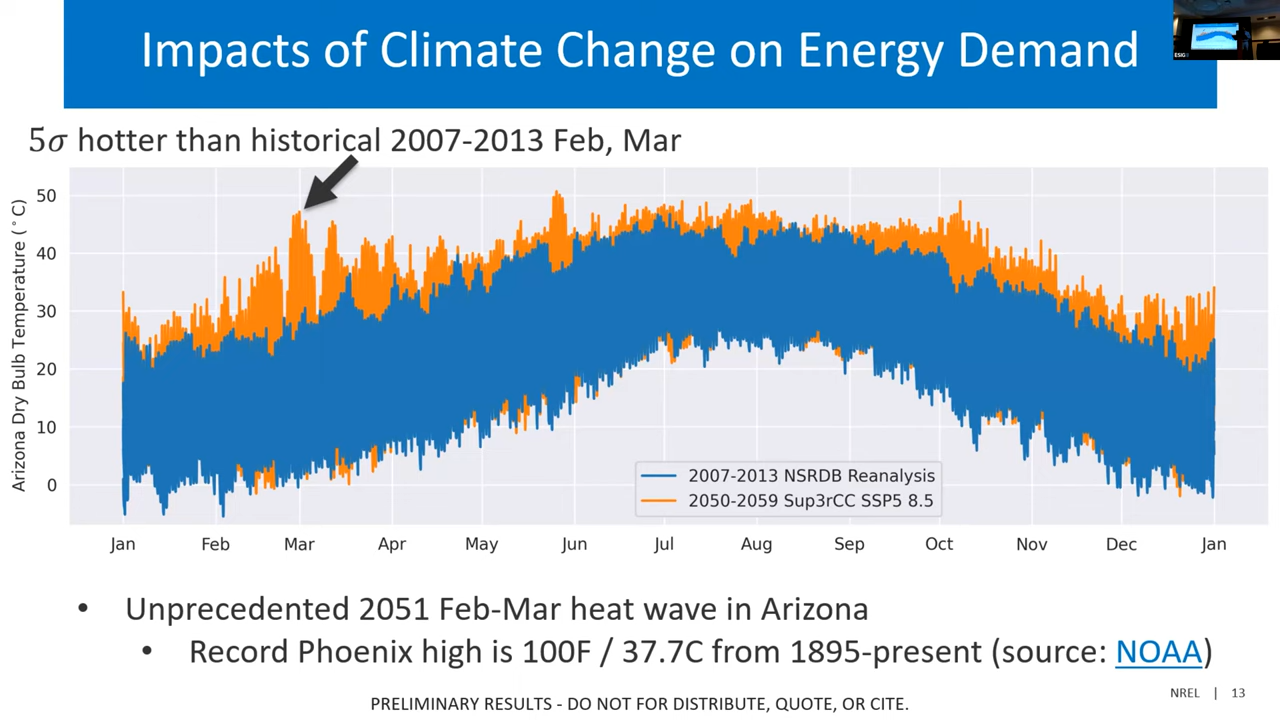 Impacts of Climate Change on Energy Demand
ESIG
5σ hotter than historical 2007-2013 Feb, Mar
Arizona Dry Bulb Temperature (°C)
50
40
30
20
10
0
2007-2013 NSRDB Reanalysis
2050-2059 Sup3rCC SSP5 8.5
Jan Feb Mar Apr May Jun Jul Aug Sep Oct Nov Dec Jan
• Unprecedented 2051 Feb-Mar heat wave in Arizona
• Record Phoenix high is 100F / 37.7C from 1895-present (source: NOAA)
PRELIMINARY RESULTS - DO NOT FOR DISTRIBUTE, QUOTE, OR CITE.
NREL | 13